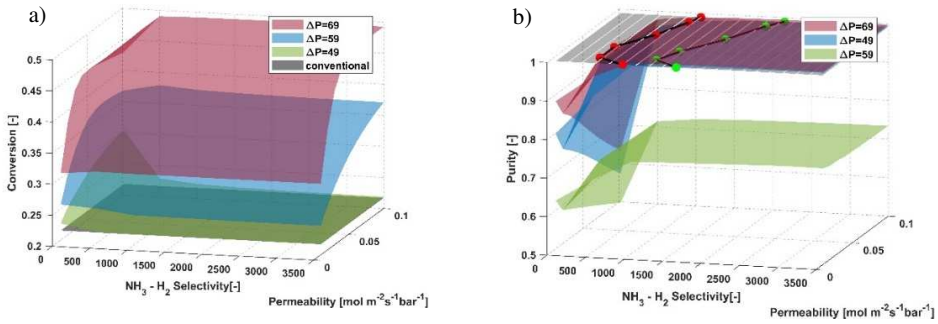 a)
ΔP=69
ΔP=59
ΔP=49
conventional
0.5
0.45
0.4
0.35
0.3
0.25
0.2
Conversion [-]
0
500
1000
1500
2000
2500
3000
3500
NH3 - H2 Selectivity[-]
0
0.05
0.1
Permeability [mol m-2s-1bar-1]
b)
ΔP=69
ΔP=49
ΔP=59
1
0.9
0.8
0.7
0.6
0.5
Purity [-]
0
500
1000
1500
2000
2500
3000
3500
NH3 - H2 Selectivity[-]
0
0.05
0.1
Permeability [mol m-2s-1bar-1]